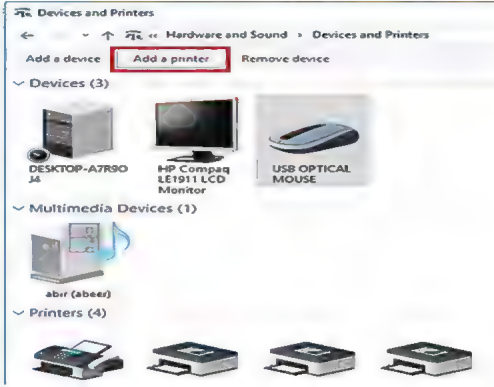 Devices and Printers
Hardware and Sound > Devices and Printers
Add a device Add a printer Remove device
Devices (3)
DESKTOP-A7R9O
J4
HP Compaq
LE1911 LCD
Monitor
USB OPTICAL
MOUSE
Multimedia Devices (1)
abir (abeer)
Printers (4)